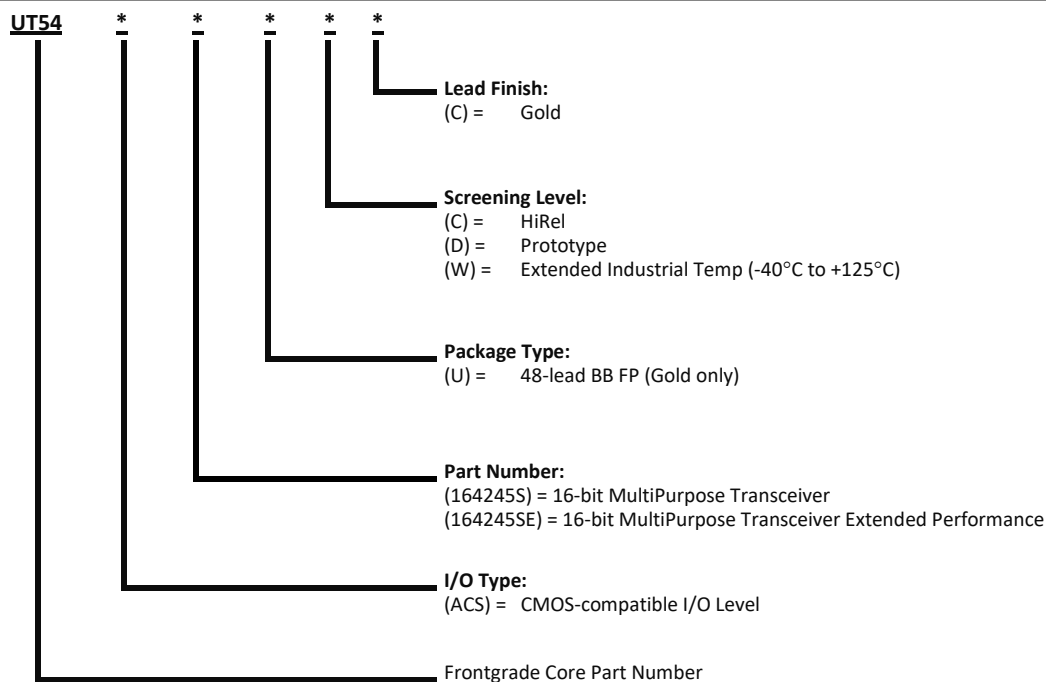 UT54 * * * * *
Lead Finish:
(C) = Gold
Screening Level:
(C) = HiRel
(D) = Prototype
(W) = Extended Industrial Temp (-40°C to +125°C)
Package Type:
(U) = 48-lead BB FP (Gold only)
Part Number:
(164245S) = 16-bit MultiPurpose Transceiver
(164245SE) = 16-bit MultiPurpose Transceiver Extended Performance
I/O Type:
(ACS) = CMOS-compatible I/O Level
Frontgrade Core Part Number